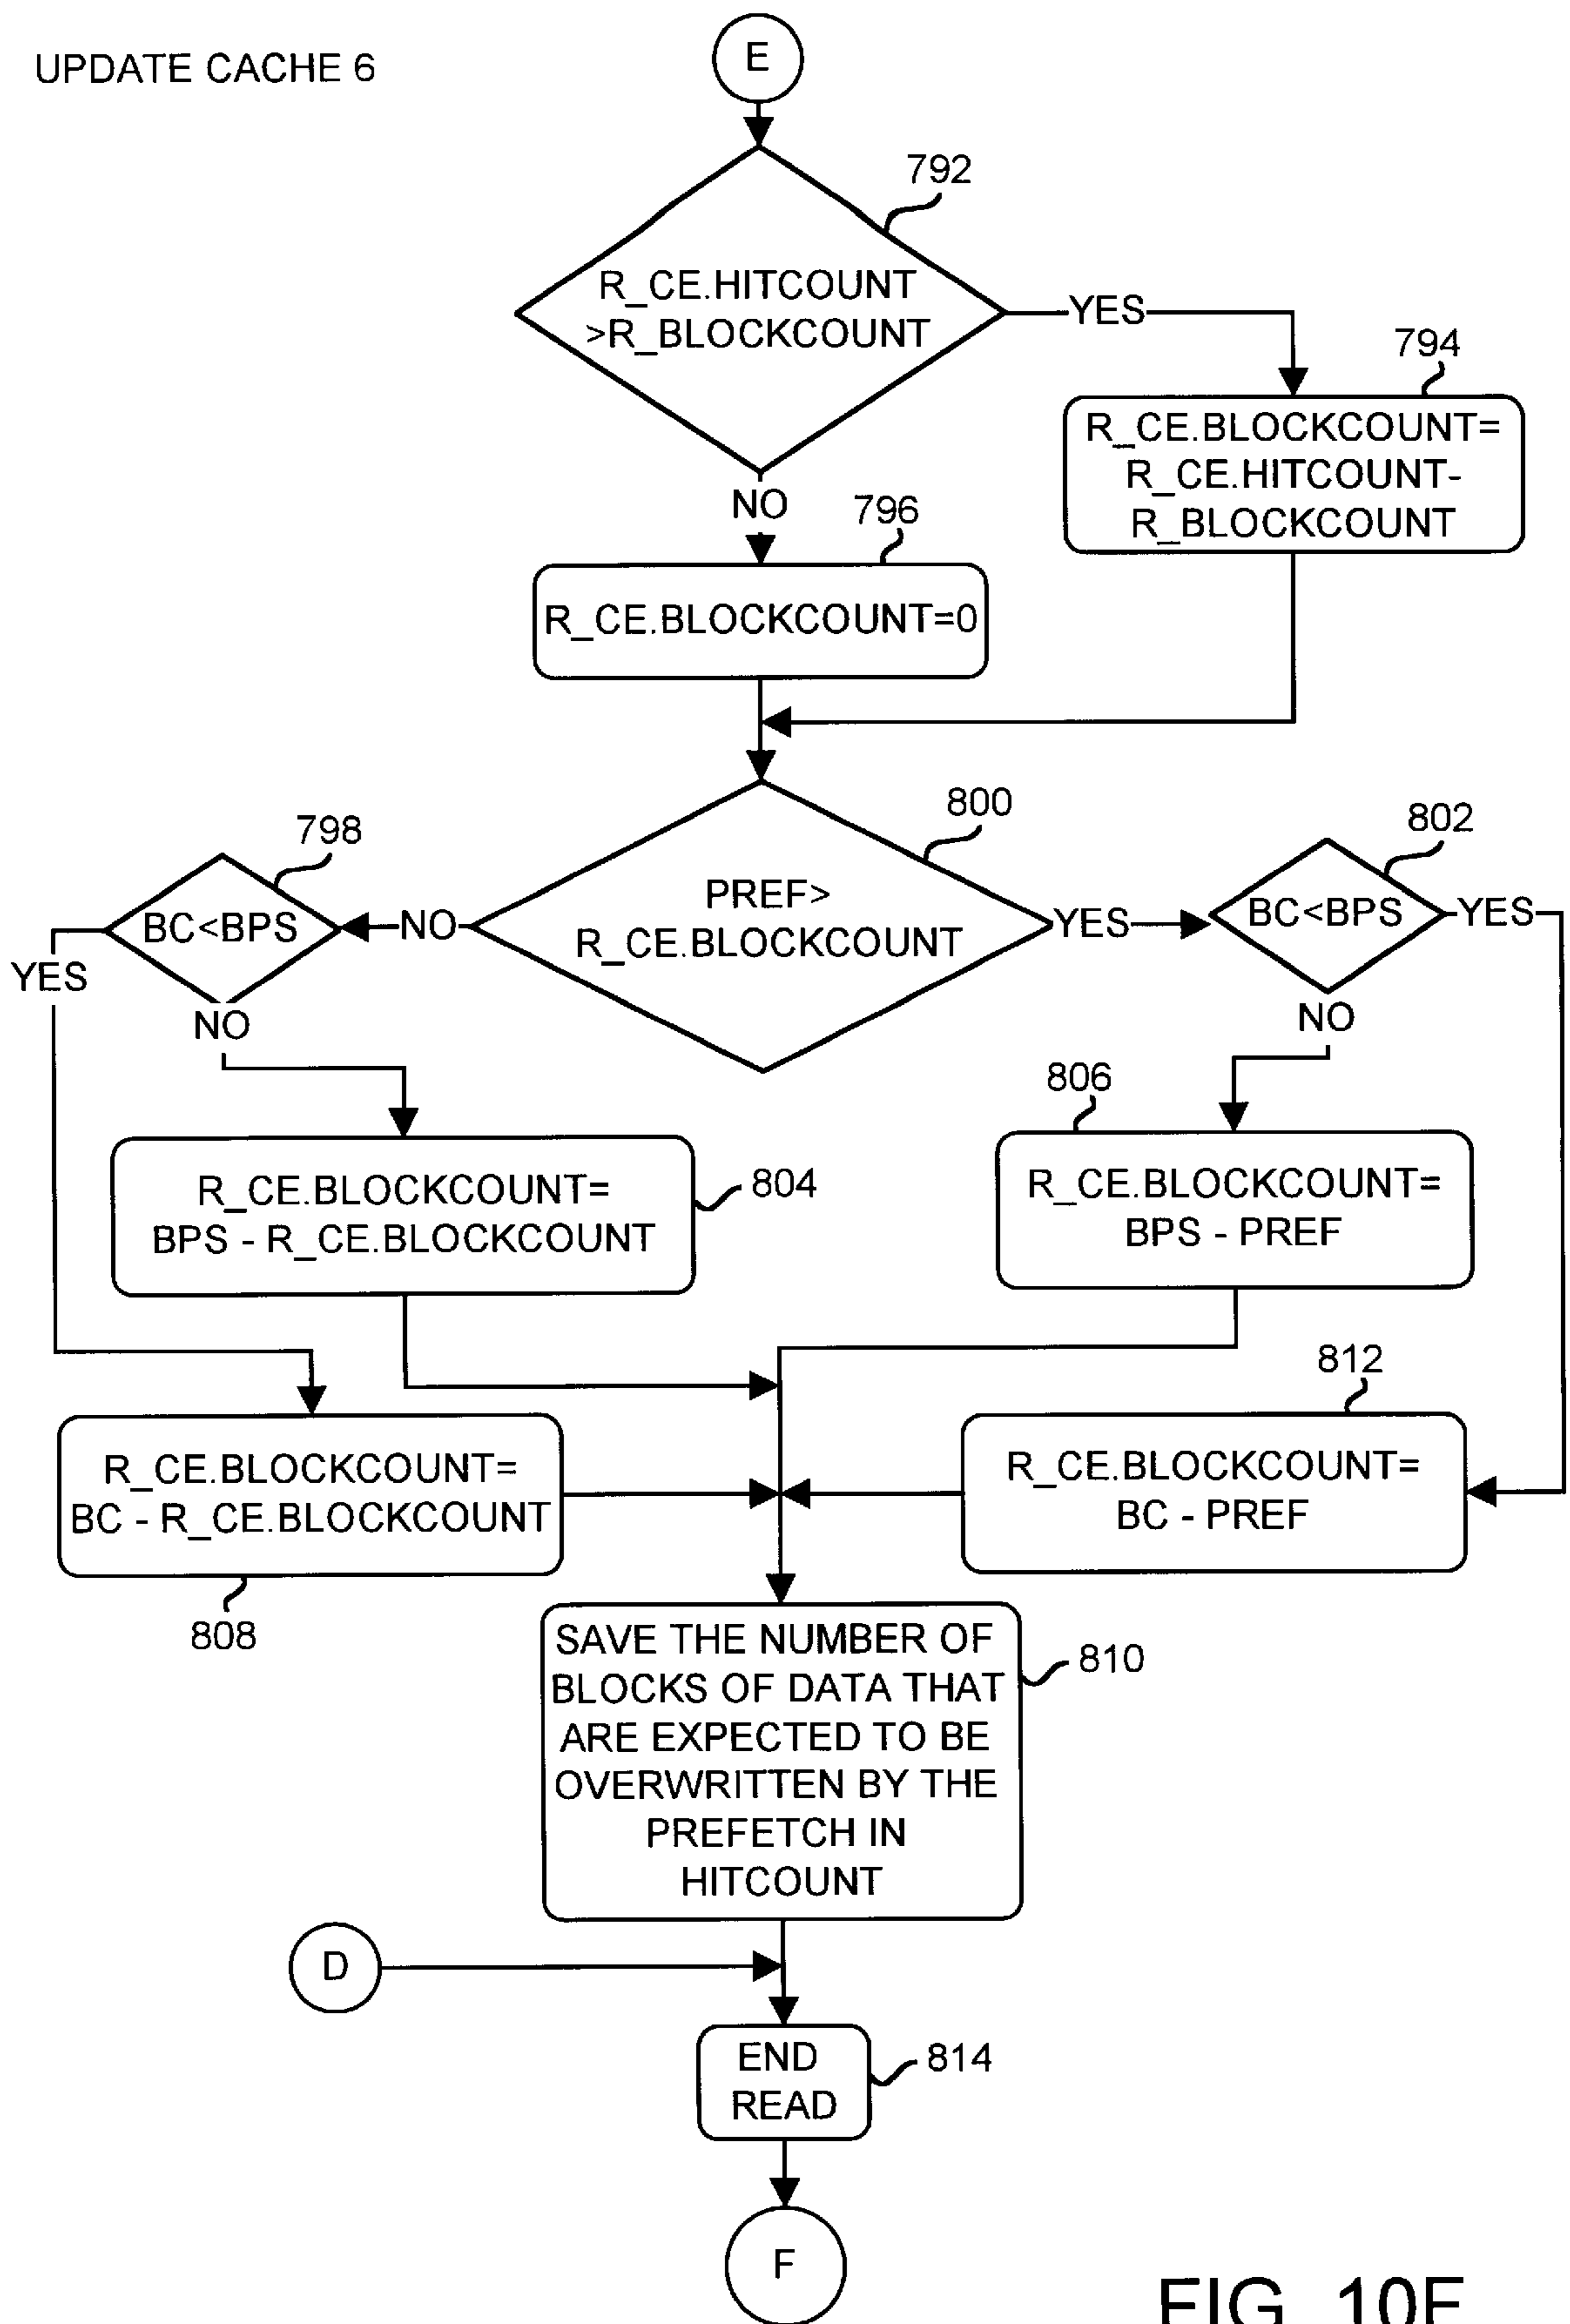 UPDATE CACHE 6
E
792
R_CE.HITCOUNT
>R_BLOCKCOUNT
YES
794
R_CE.BLOCKCOUNT=
R_CE.HITCOUNT-
R_BLOCKCOUNT
NO
796
R_CE.BLOCKCOUNT=0
798
800
802
BC<BPS
NO
PREF>
R_CE.BLOCKCOUNT
YES
BC<BPS
YES
YES
NO
NO
806
R_CE.BLOCKCOUNT=
BPS - R_CE.BLOCKCOUNT
804
R_CE.BLOCKCOUNT=
BPS - PREF
812
R_CE.BLOCKCOUNT=
BC - R_CE.BLOCKCOUNT
R_CE.BLOCKCOUNT=
BC - PREF
808
SAVE THE NUMBER OF
BLOCKS OF DATA THAT
ARE EXPECTED TO BE
OVERWRITTEN BY THE
PREFETCH IN
HITCOUNT
810
D
END
READ
814
F